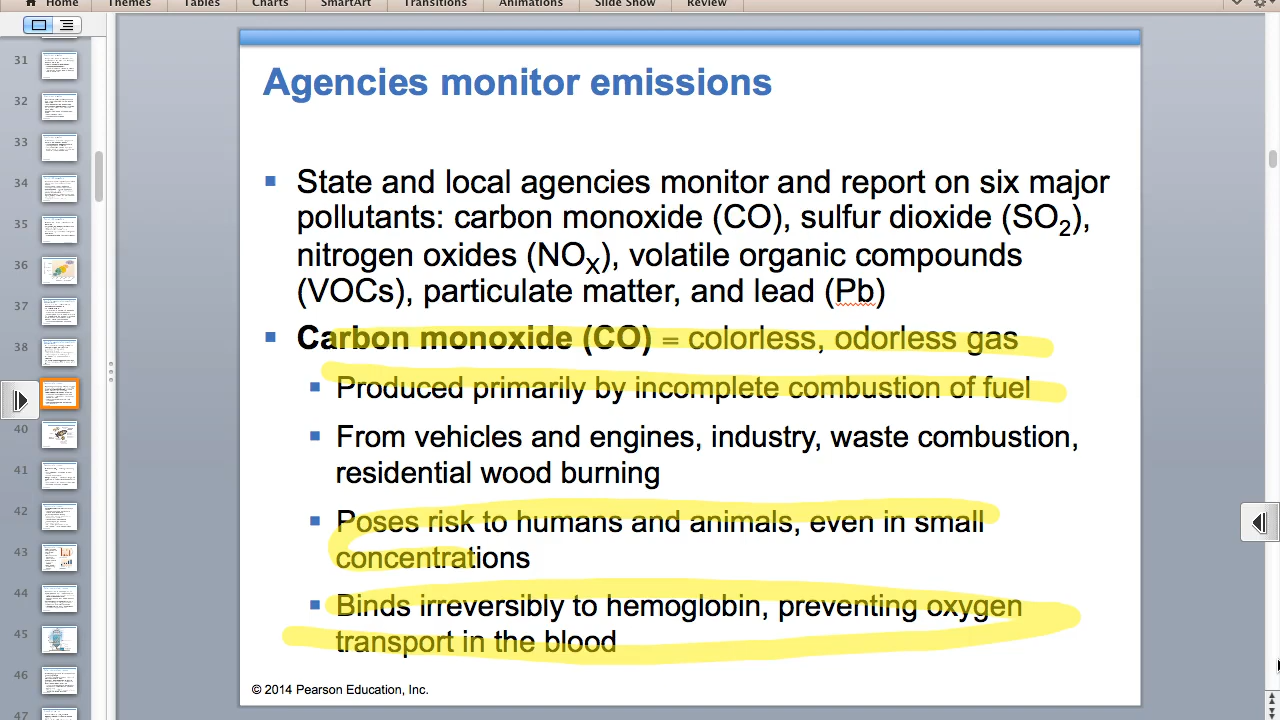 Home Themes Tables Charts SmartArt Transitions Animations Slide Show Review
31
32
33
34
35
36
37
38
40
41
42
43
44
45
46
47
Agencies monitor emissions
State and local agencies monitor and report on six major
pollutants: carbon monoxide (CO), sulfur dioxide (SO2),
nitrogen oxides (NOX), volatile organic compounds
(VOCs), particulate matter, and lead (Pb)
Carbon monoxide (CO) = colorless, odorless gas
Produced primarily by incomplete combustion of fuel
From vehicles and engines, industry, waste combustion,
residential wood burning
Poses risk to humans and animals, even in small
concentrations
Binds irreversibly to hemoglobin, preventing oxygen
transport in the blood
© 2014 Pearson Education, Inc.